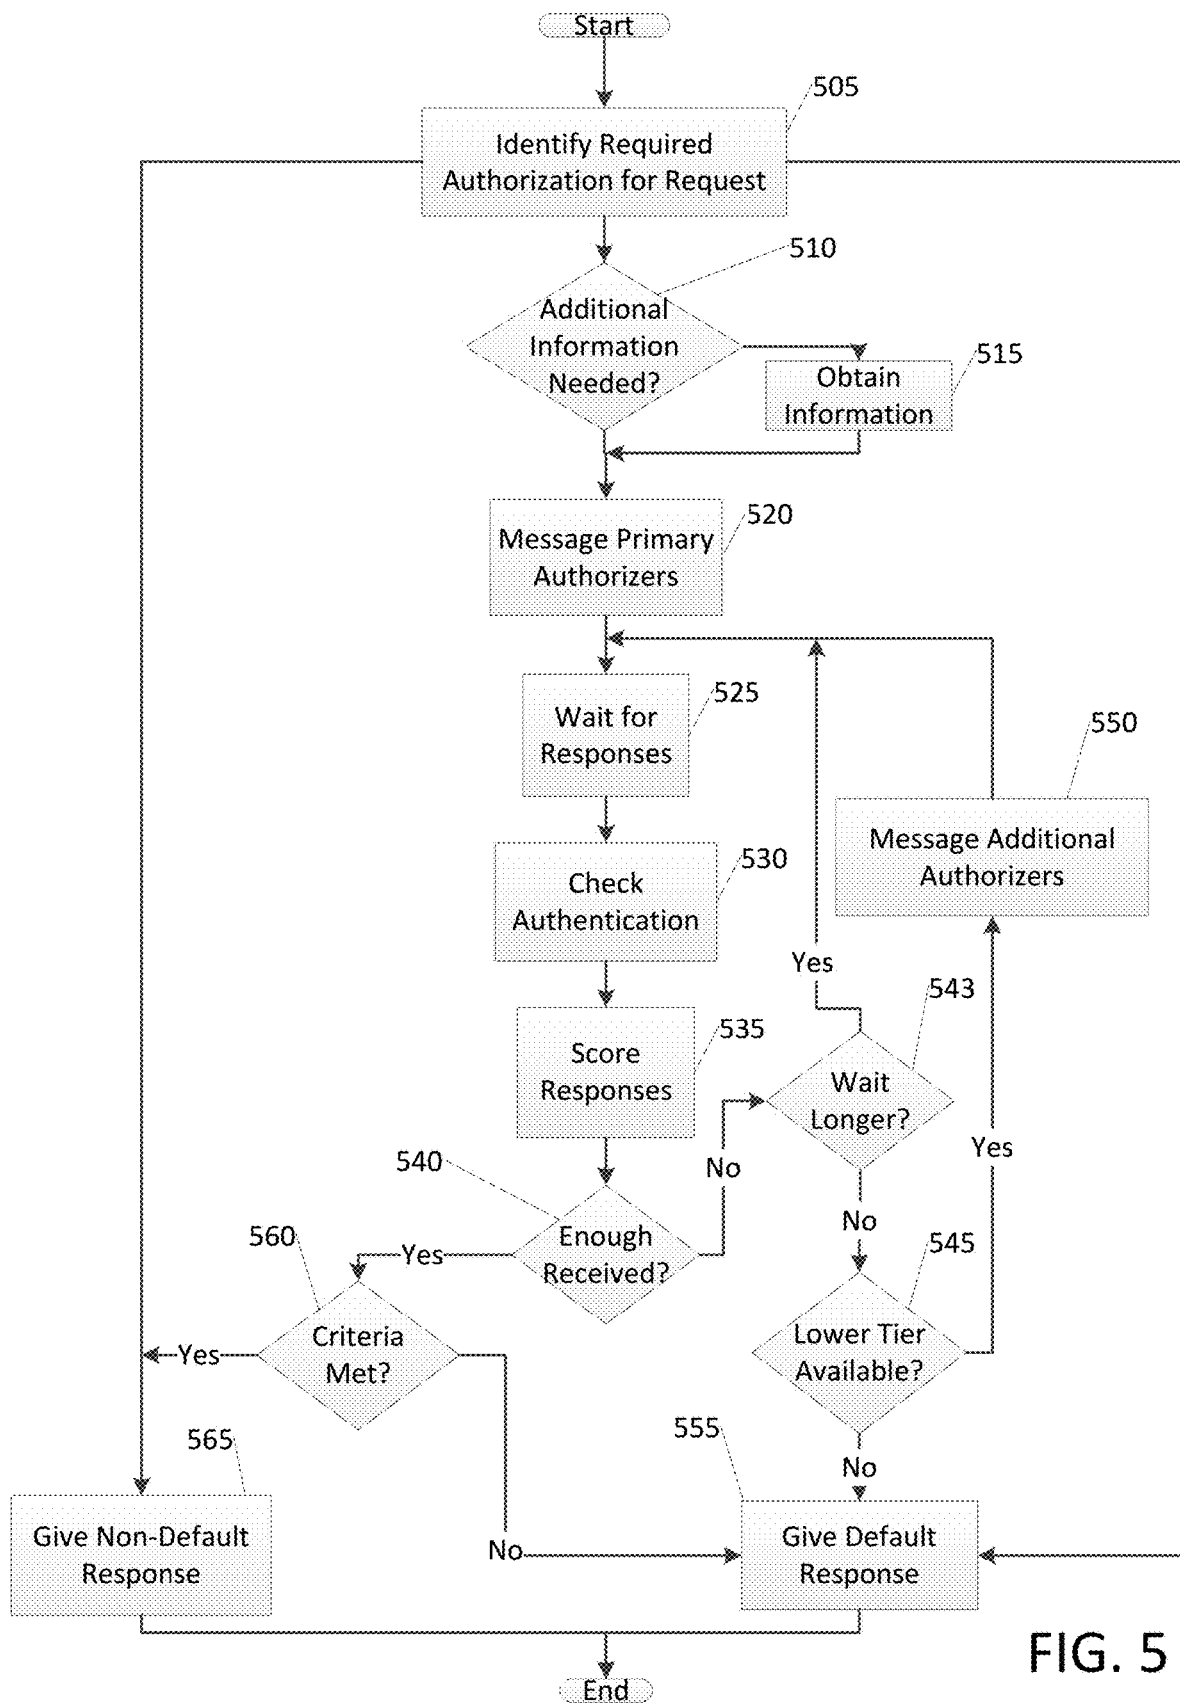 Start
505
Identify Required
Authorization for Request
510
Additional
Information
Needed?
515
Obtain
Information
520
Message Primary
Authorizers
525
Wait for
Responses
550
Message Additional
Authorizers
530
Check
Authentication
Yes
543
535
Score
Responses
Wait
Longer?
Yes
540
No
No
560
Yes
Enough
Received?
545
Criteria
Met?
Yes
Lower Tier
Available?
565
555
No
Give Non-Default
Response
No
Give Default
Response
FIG. 5
End